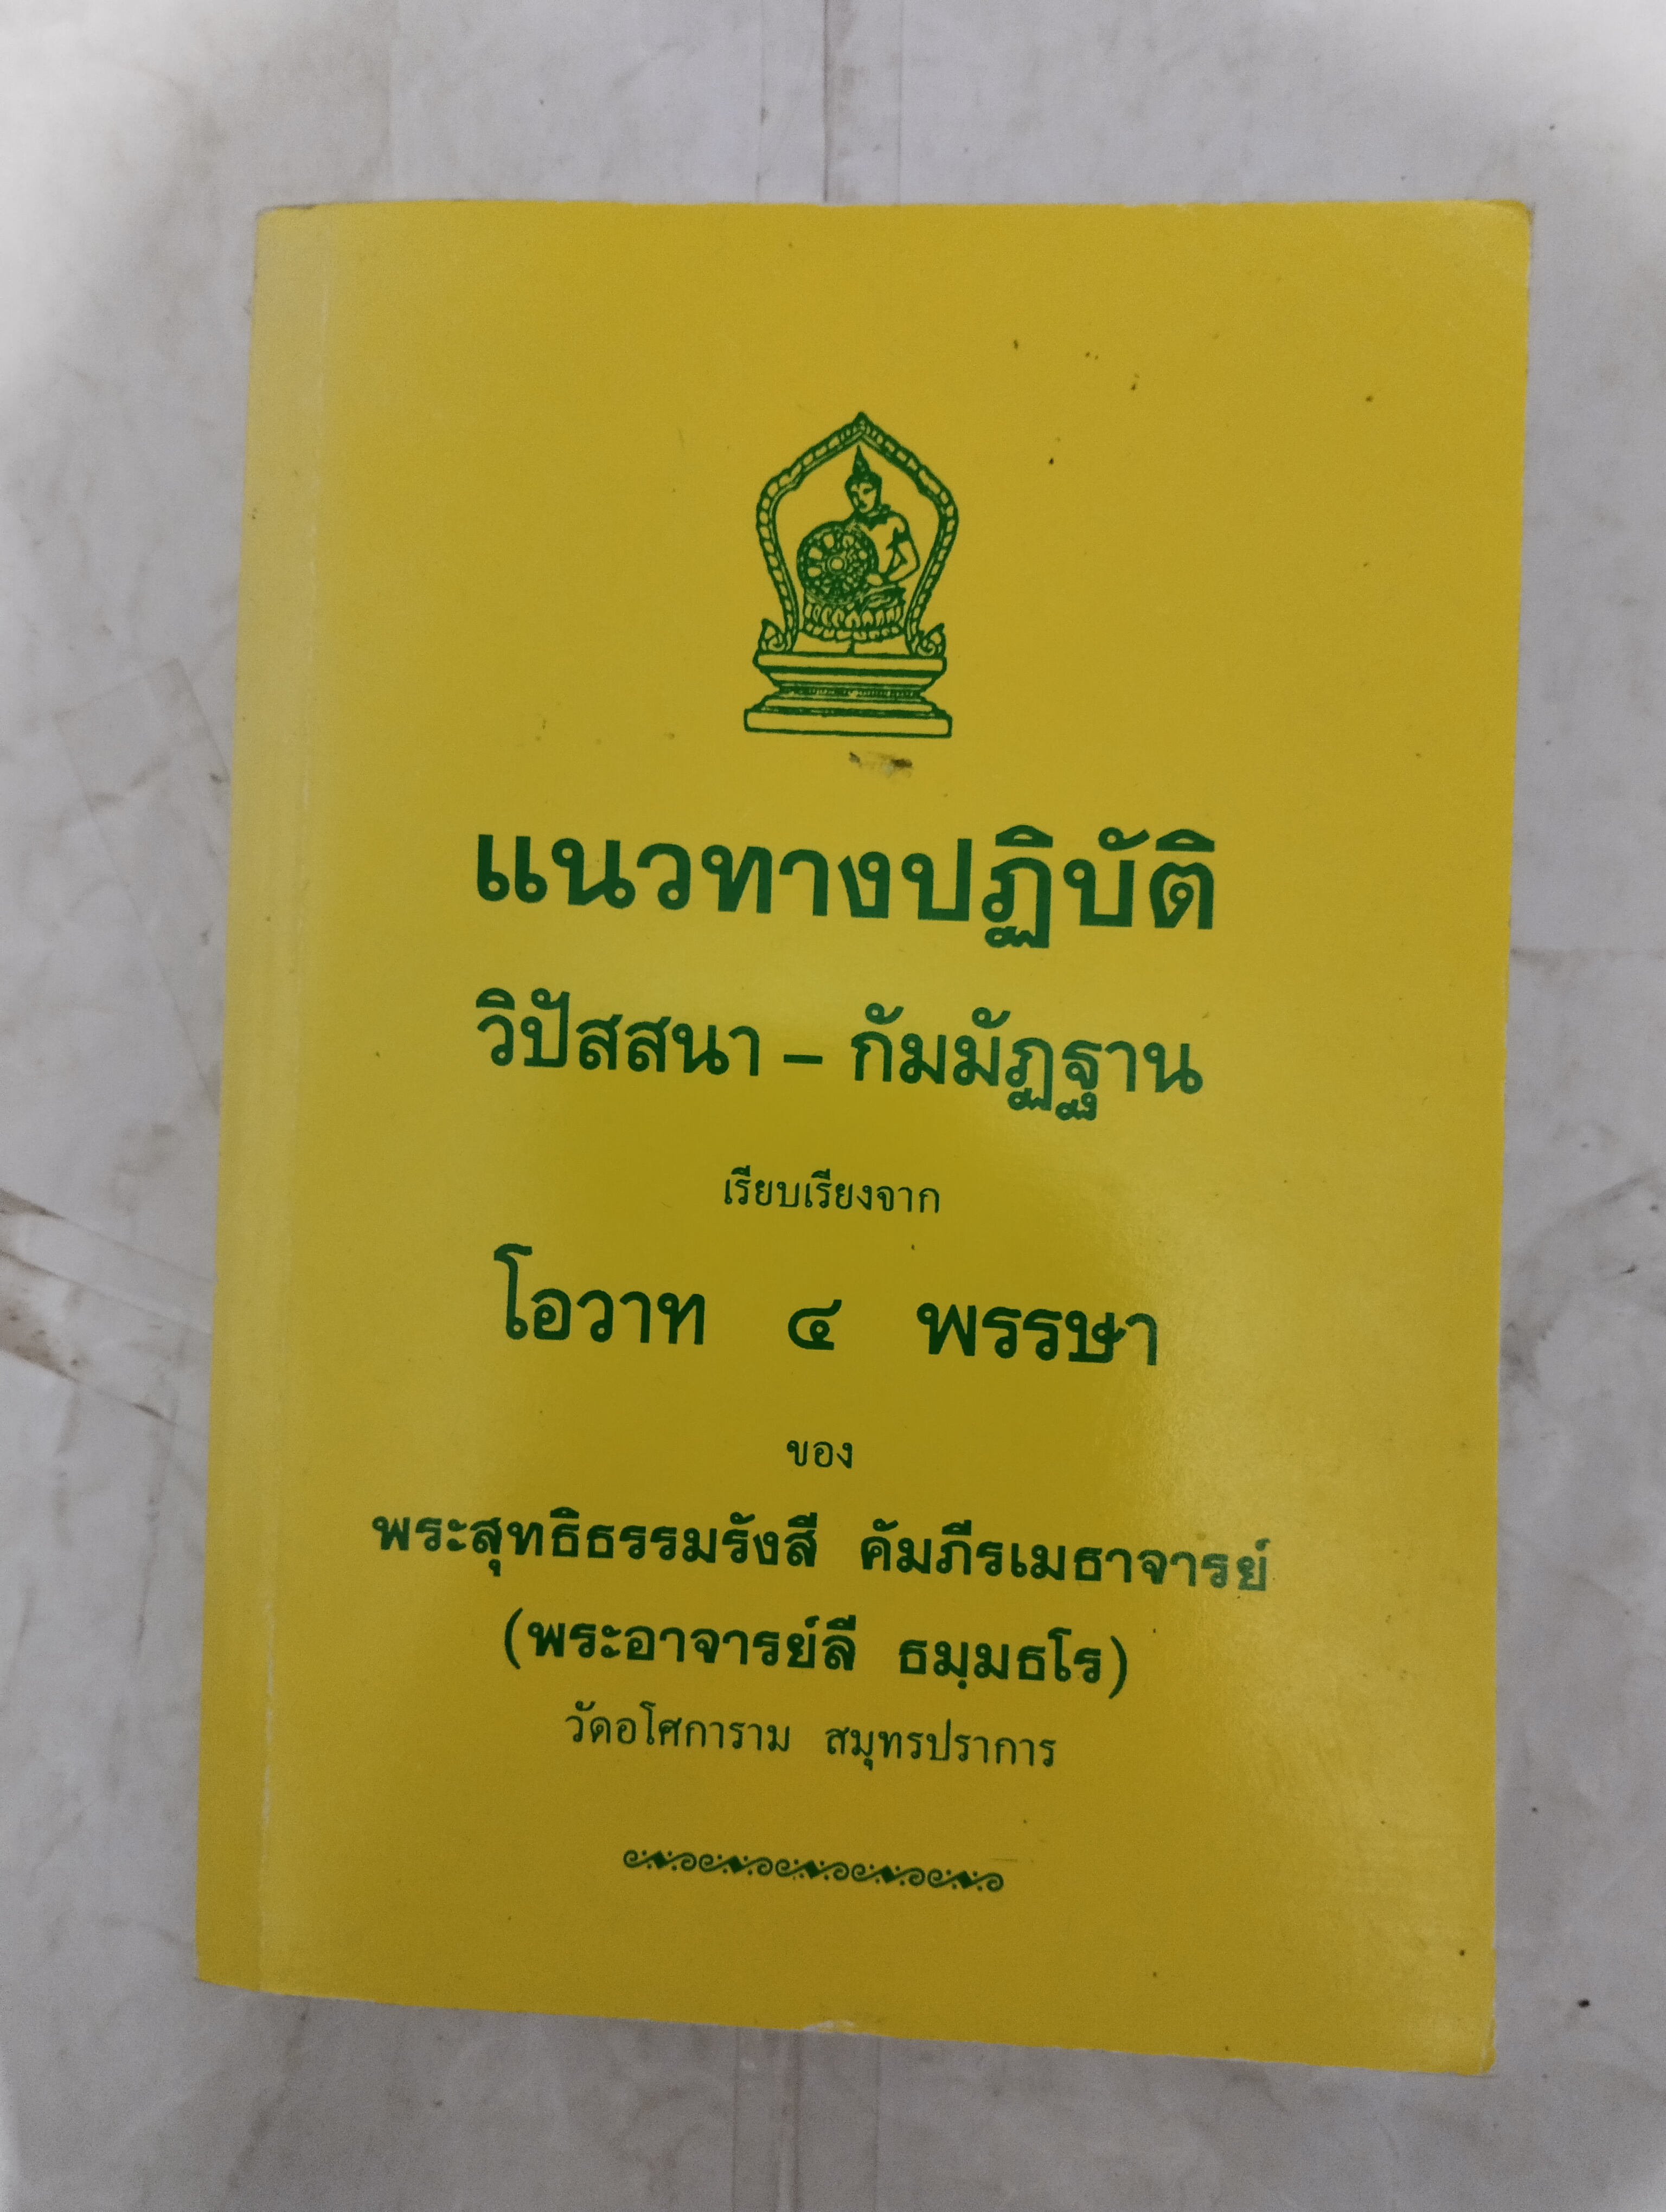 แนวทางปฏิบัติ
วิปัสสนา – กัมมัฏฐาน
เรียบเรียงจาก
โอวาท ๔ พรรษา
ของ
พระสุทธิธรรมรังสี คัมภีรเมธาจารย์
(พระอาจารย์ลี ธมฺมธโร)
วัดอโศการาม สมุทรปราการ